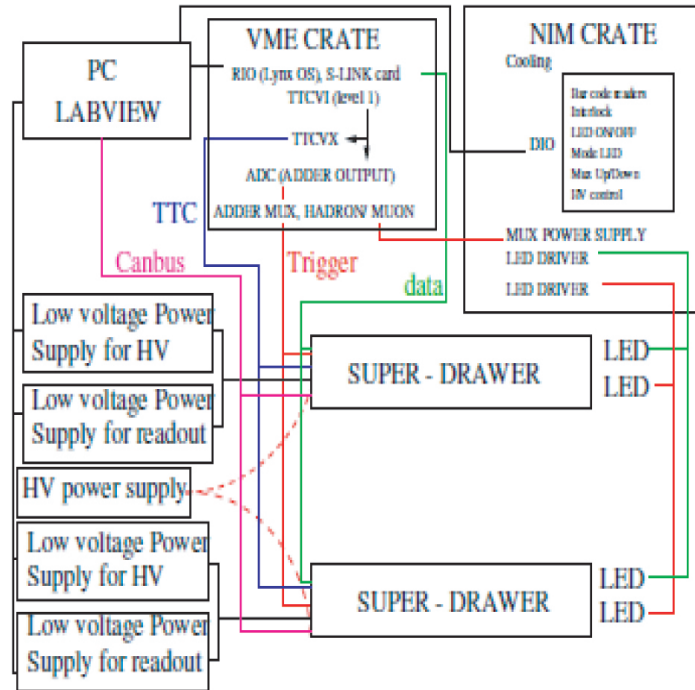 PC
LABVIEW
VME CRATE
RIO (Lynx OS), S-LINK card
TTCVI (level 1)
TTCVX
ADC (ADDER OUTPUT)
ADDER MUX, HADRON/ MUON
NIM CRATE
Cooling
DIO
Bar code readers
Interlock
LED ON/OFF
Mode LED
Mux Up/Down
HV control
MUX POWER SUPPLY
LED DRIVER
LED DRIVER
TTC
Canbus
Trigger
data
Low voltage Power
Supply for HV
Low voltage Power
Supply for readout
HV power supply
Low voltage Power
Supply for HV
Low voltage Power
Supply for readout
SUPER - DRAWER
LED
LED
SUPER - DRAWER
LED
LED